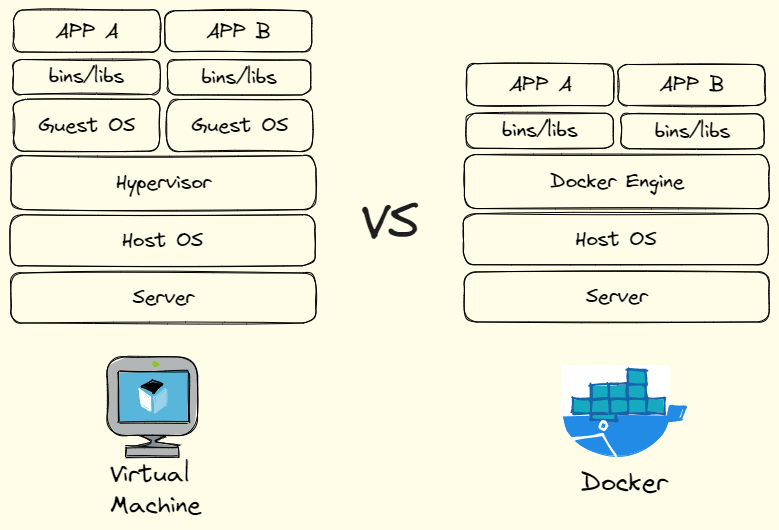 APP A APP B
bins/libs bins/libs
Guest OS Guest OS
Hypervisor
Host OS
Server
Virtual
Machine
VS
APP A APP B
bins/libs bins/libs
Docker Engine
Host OS
Server
Docker